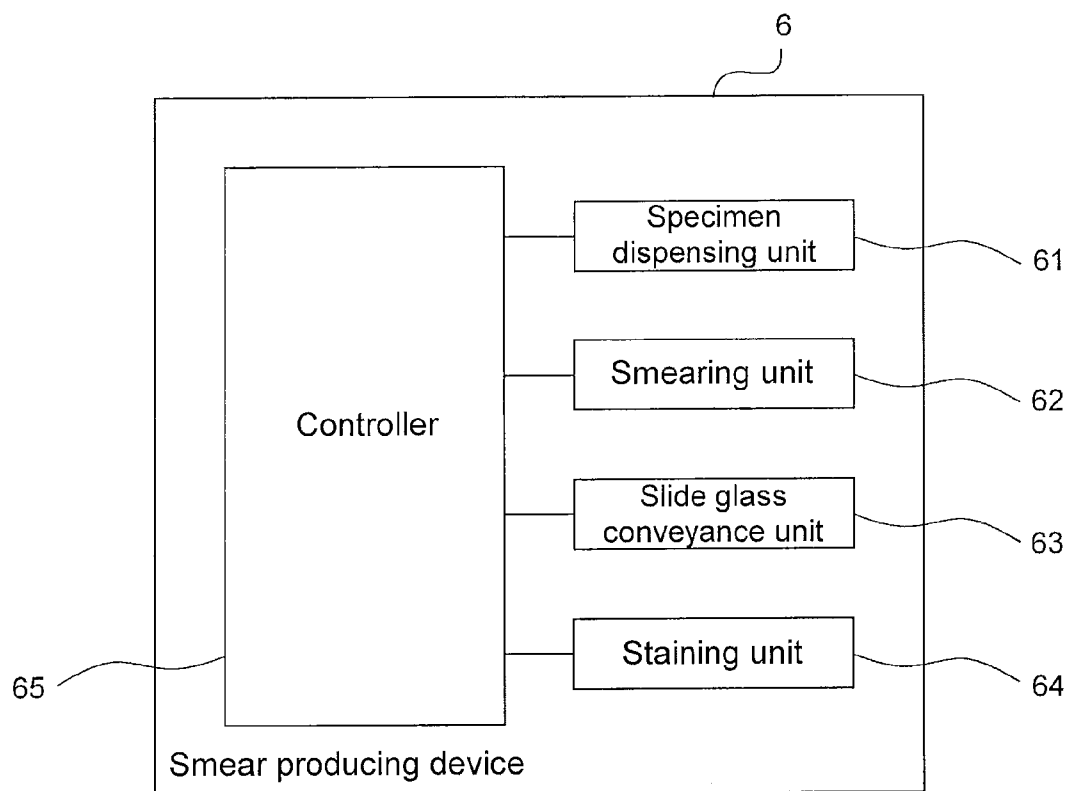 6
Specimen
dispensing unit
61
Smearing unit
62
Controller
Slide glass
conveyance unit
63
Staining unit
64
65
Smear producing device